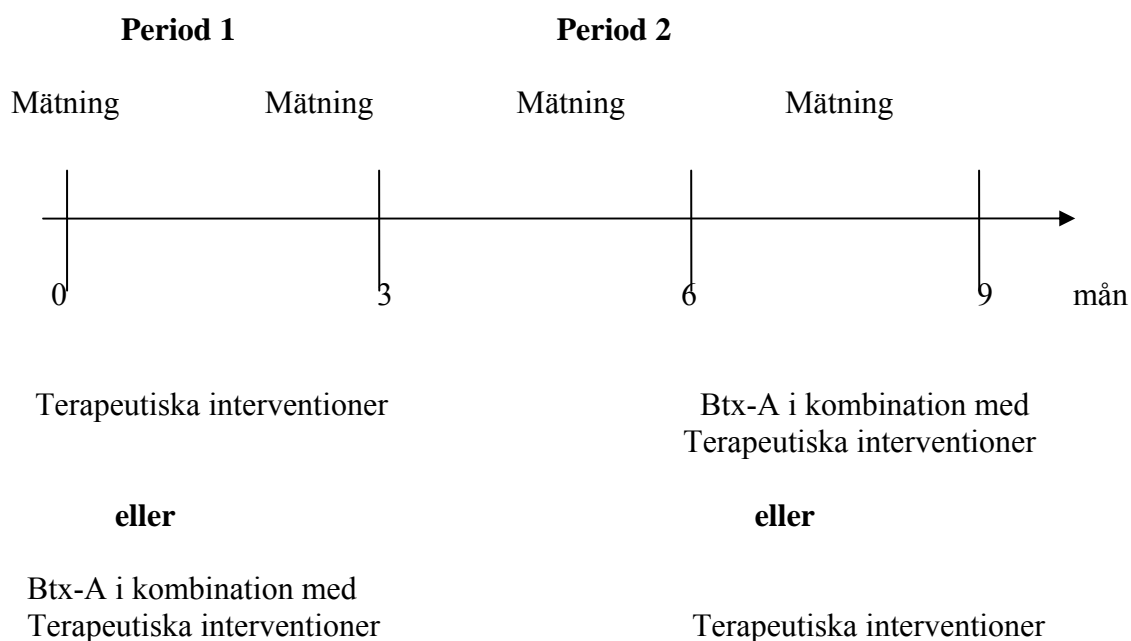 Period 1 Period 2
Mätning Mätning Mätning Mätning
0 3 6 9 mån
Terapeutiska interventioner Btx-A i kombination med
Terapeutiska interventioner
eller eller
Btx-A i kombination med
Terapeutiska interventioner Terapeutiska interventioner